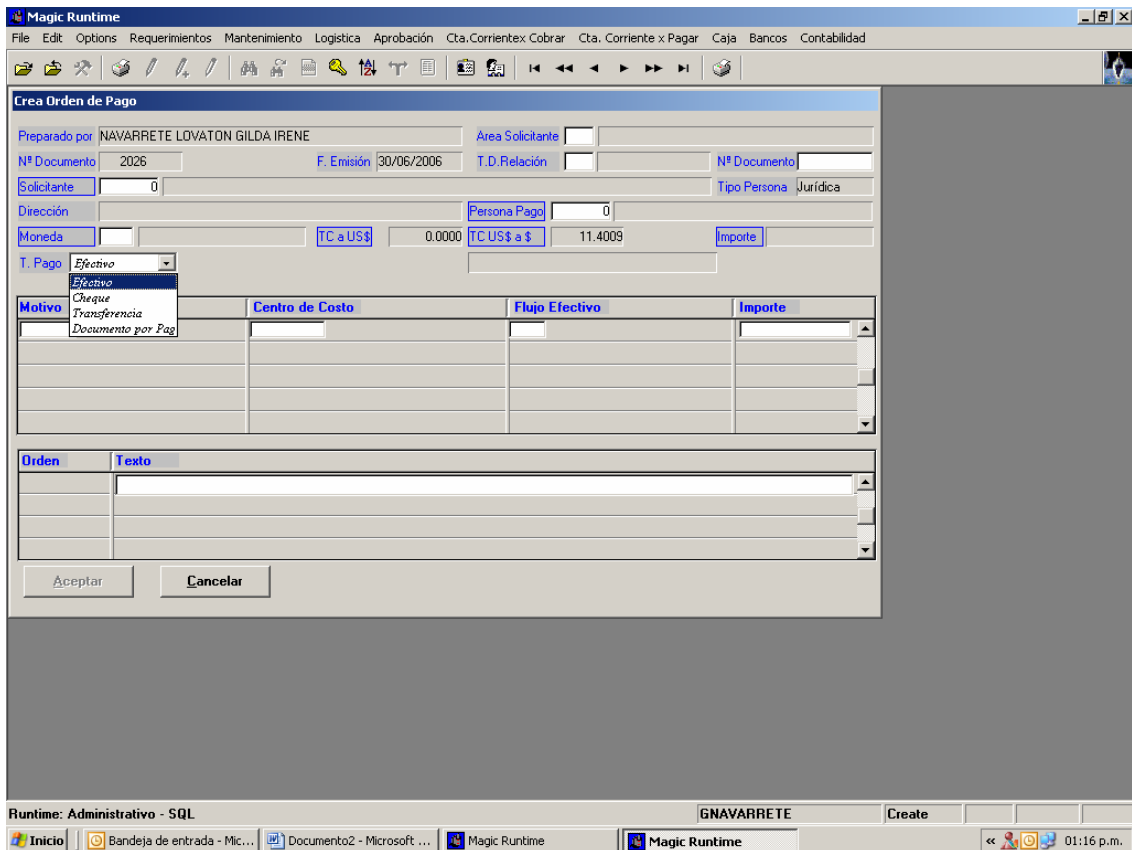 Magic Runtime
File Edit Options Requerimientos Mantenimiento Logistica Aprobación Cta.Corrientex Cobrar Cta. Corriente x Pagar Caja Bancos Contabilidad
Crea Orden de Pago
Preparado por NAVARRETE LOVATON GILDA IRENE Area Solicitante
Nº Documento 2026 F. Emisión 30/06/2006 T.D.Relación Nº Documento
Solicitante 0 Tipo Persona Jurídica
Dirección Persona Pago 0
Moneda TC a US$ 0.0000 TC US$ a $ 11.4009 Importe
T. Pago Efectivo
Efectivo
Cheque
Transferencia
Documento por Pag
Motivo Centro de Costo Flujo Efectivo Importe
Orden Texto
Aceptar Cancelar
Runtime: Administrativo - SQL GNAVARRETE Create
Inicio Bandeja de entrada - Mic... Documento2 - Microsoft ... Magic Runtime Magic Runtime « 01:16 p.m.